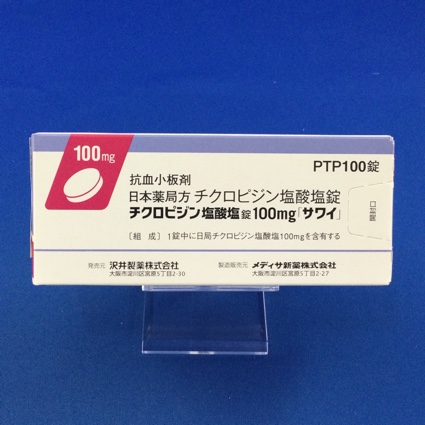 100mg
PTP100錠
抗血小板剤
日本薬局方 チクロピジン塩酸塩錠
チクロピジン塩酸塩錠100mg「サワイ」
開封口
〔組 成〕 1錠中に日局チクロピジン塩酸塩100mgを含有する
発売元 沢井製薬株式会社
大阪市淀川区宮原5丁目2-30
製造販売元 メディサ新薬株式会社
大阪市淀川区宮原5丁目2-27